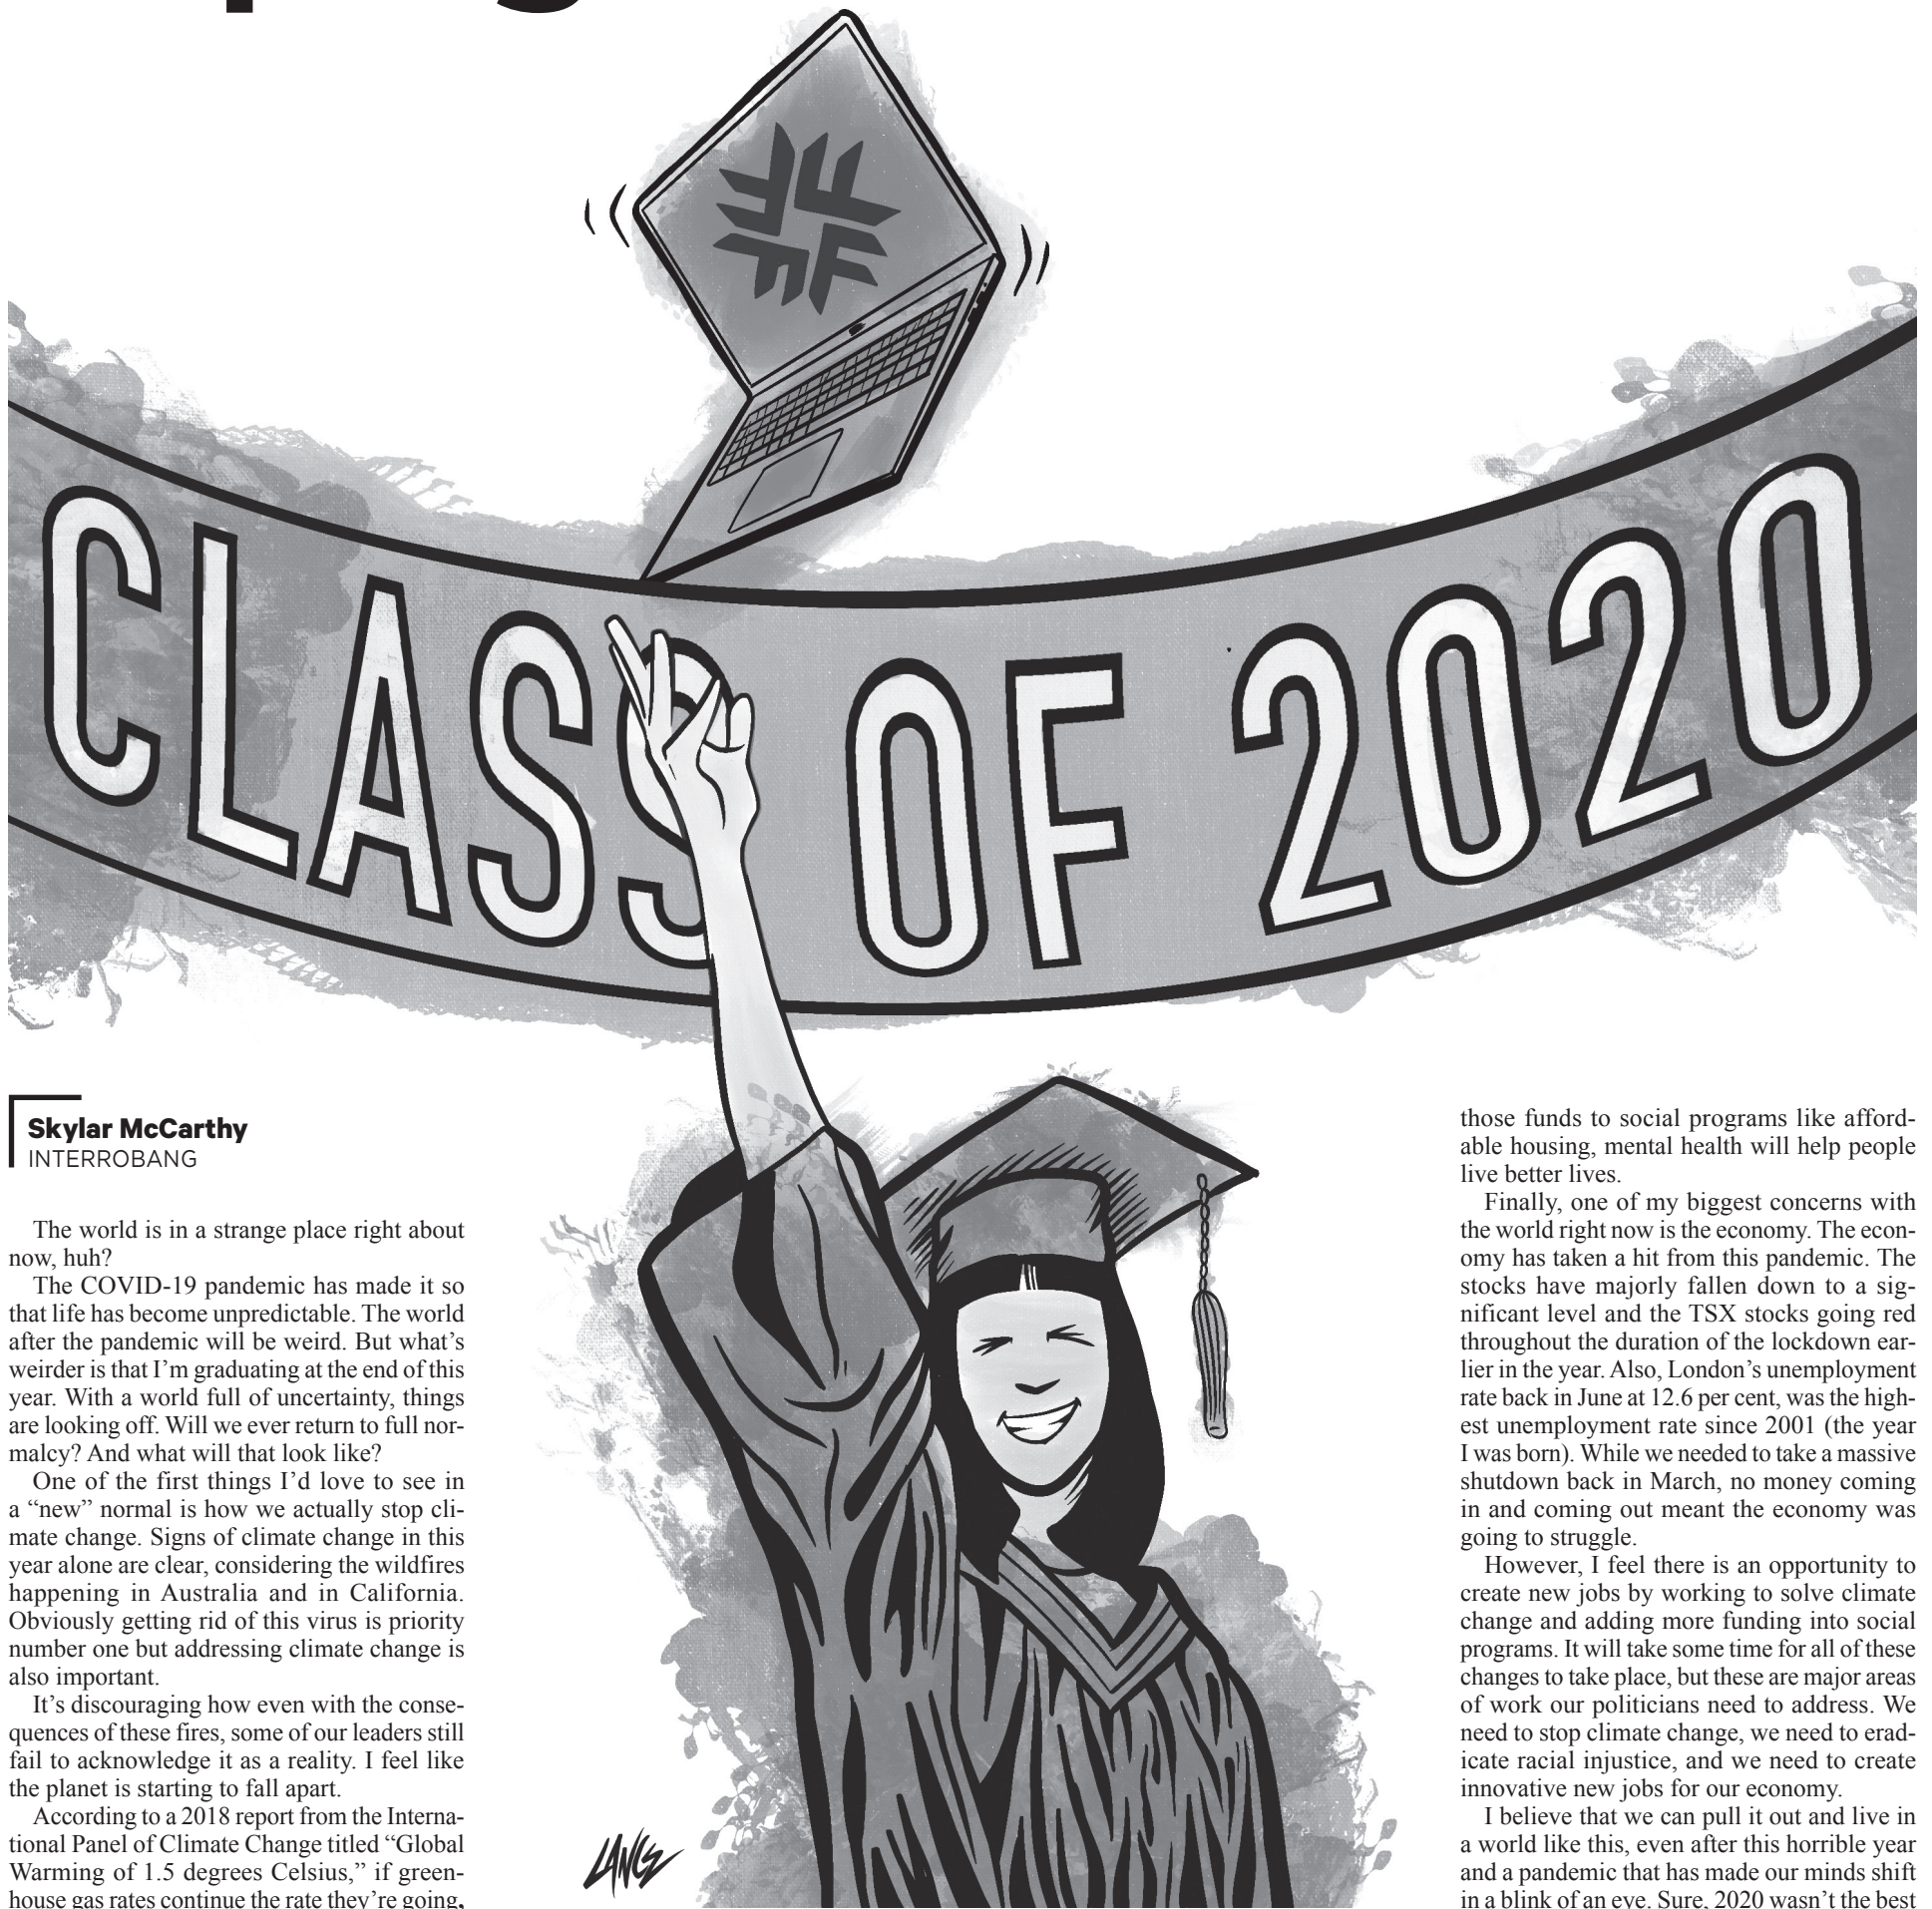 CLASS OF 2020
Skylar McCarthy
INTERROBANG
The world is in a strange place right about
now, huh?
The COVID-19 pandemic has made it so
that life has become unpredictable. The world
after the pandemic will be weird. But what’s
weirder is that I’m graduating at the end of this
year. With a world full of uncertainty, things
are looking off. Will we ever return to full nor-
malcy? And what will that look like?
One of the first things I’d love to see in
a “new” normal is how we actually stop cli-
mate change. Signs of climate change in this
year alone are clear, considering the wildfires
happening in Australia and in California.
Obviously getting rid of this virus is priority
number one but addressing climate change is
also important.
It’s discouraging how even with the conse-
quences of these fires, some of our leaders still
fail to acknowledge it as a reality. I feel like
the planet is starting to fall apart.
According to a 2018 report from the Interna-
tional Panel of Climate Change titled “Global
Warming of 1.5 degrees Celsius,” if green-
house gas rates continue the rate they’re going,
LANCE
those funds to social programs like afford-
able housing, mental health will help people
live better lives.
Finally, one of my biggest concerns with
the world right now is the economy. The econ-
omy has taken a hit from this pandemic. The
stocks have majorly fallen down to a sig-
nificant level and the TSX stocks going red
throughout the duration of the lockdown ear-
lier in the year. Also, London’s unemployment
rate back in June at 12.6 per cent, was the high-
est unemployment rate since 2001 (the year
I was born). While we needed to take a massive
shutdown back in March, no money coming
in and coming out meant the economy was
going to struggle.
However, I feel there is an opportunity to
create new jobs by working to solve climate
change and adding more funding into social
programs. It will take some time for all of these
changes to take place, but these are major areas
of work our politicians need to address. We
need to stop climate change, we need to erad-
icate racial injustice, and we need to create
innovative new jobs for our economy.
I believe that we can pull it out and live in
a world like this, even after this horrible year
and a pandemic that has made our minds shift
in a blink of an eye. Sure, 2020 wasn’t the best